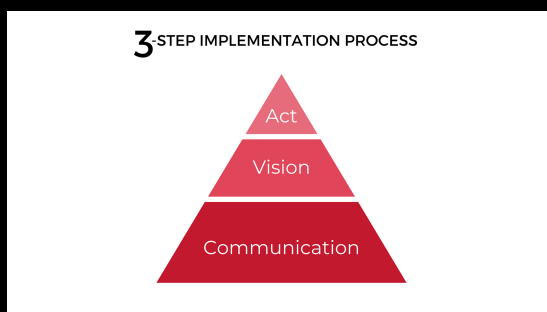 3-STEP IMPLEMENTATION PROCESS
Act
Vision
Communication